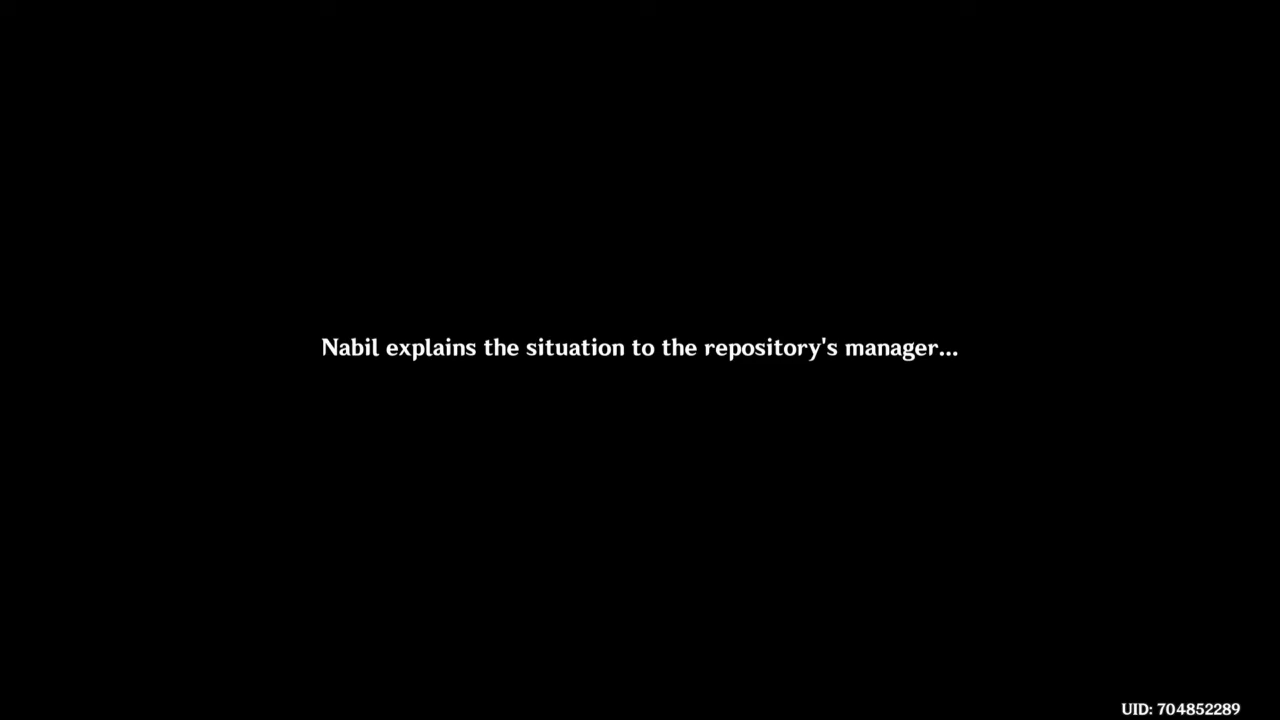 Nabil explains the situation to the repository's manager...
UID: 704852289